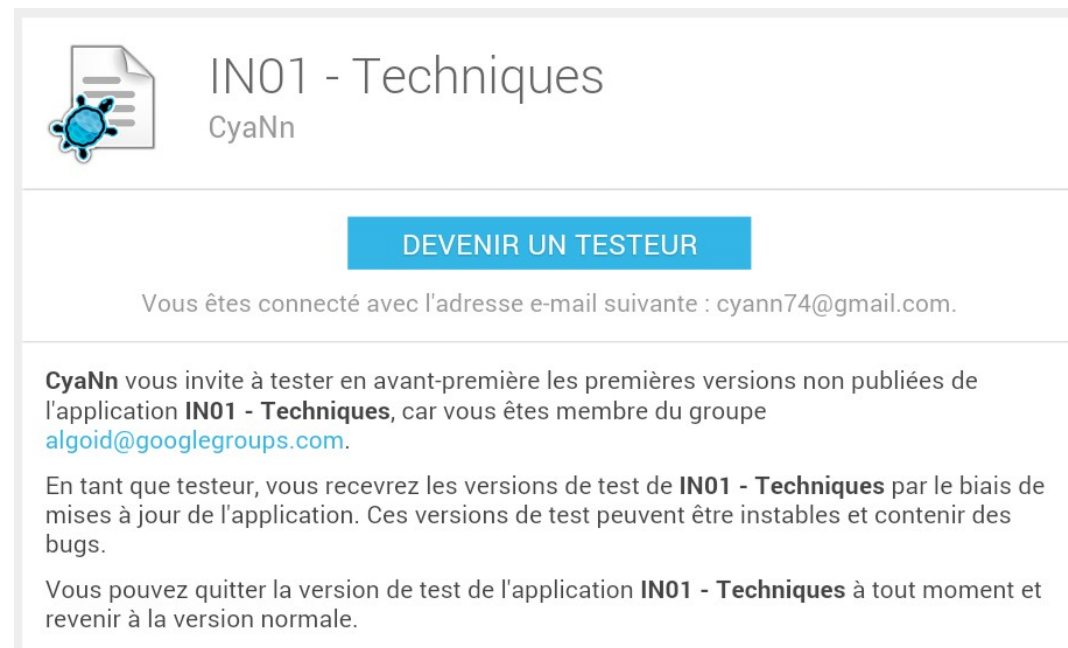 IN01 - Techniques
CyaNn
DEVENIR UN TESTEUR
Vous êtes connecté avec l'adresse e-mail suivante : cyann74@gmail.com.
CyaNn vous invite à tester en avant-première les premières versions non publiées de
l'application IN01 - Techniques, car vous êtes membre du groupe
algoid@googlegroups.com.
En tant que testeur, vous recevrez les versions de test de IN01 - Techniques par le biais de
mises à jour de l'application. Ces versions de test peuvent être instables et contenir des
bugs.
Vous pouvez quitter la version de test de l'application IN01 - Techniques à tout moment et
revenir à la version normale.